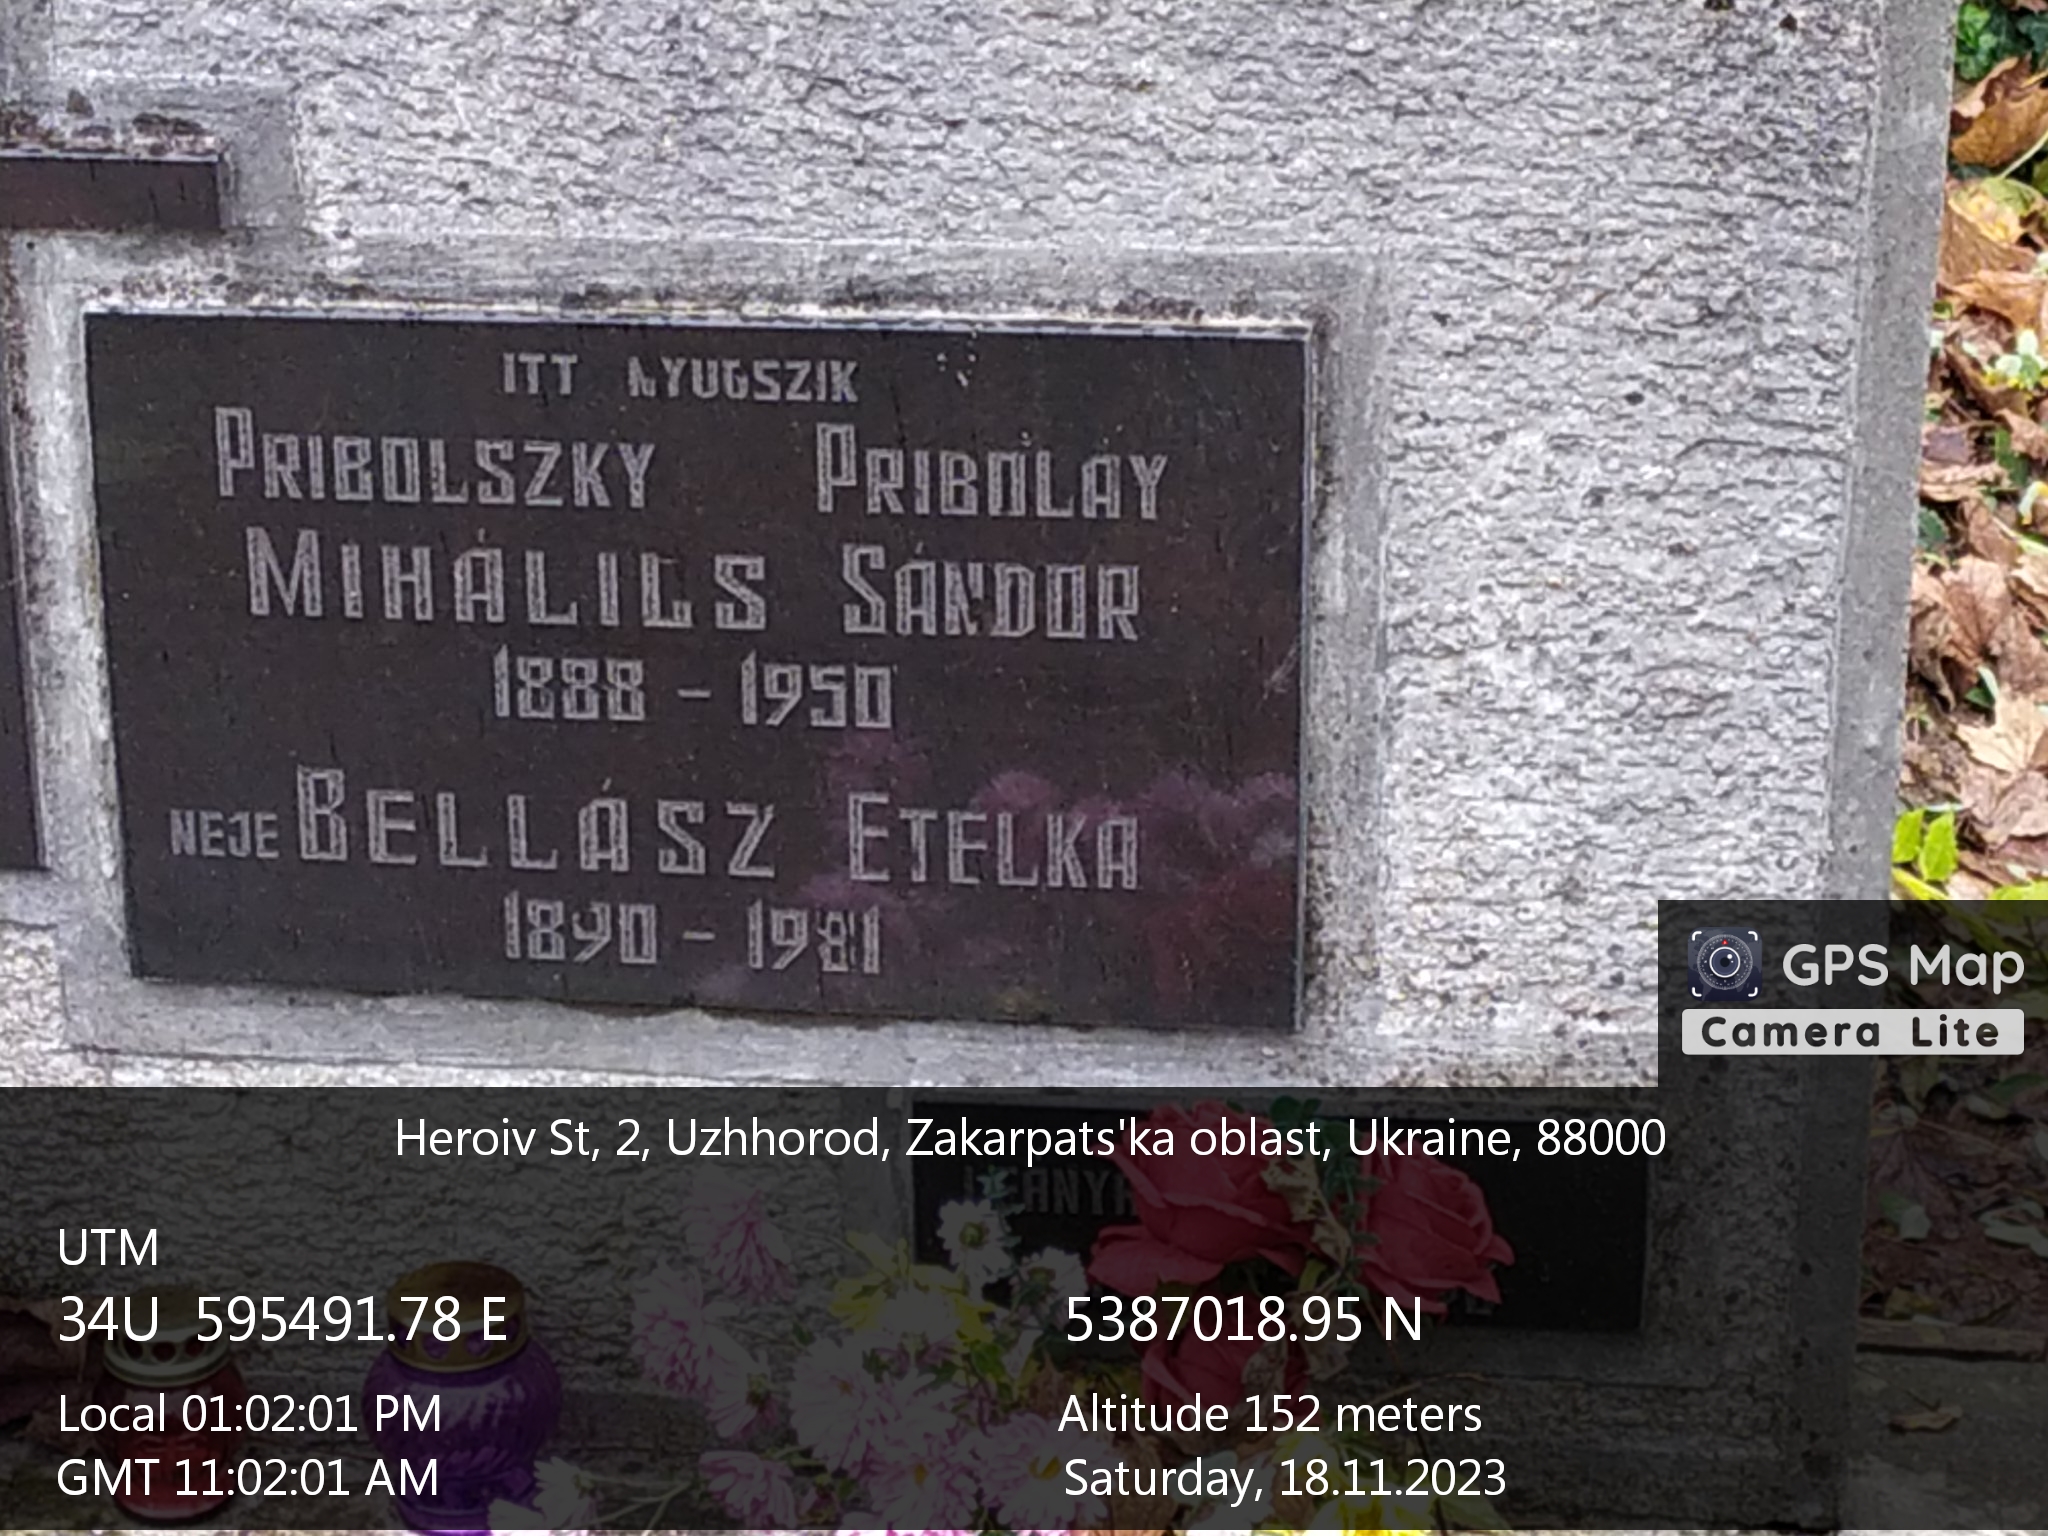 ITT NYUGSZIK
PRIBOLSZKY PRIBOLAY
MIHÁLILS SÁNDOR
1888 - 1950
NEJE BELLÁSZ ETELKA
1890 - 1981
GPS Map
Camera Lite
Heroiv St, 2, Uzhhorod, Zakarpats'ka oblast, Ukraine, 88000
UTM
34U 595491.78 E 5387018.95 N
Local 01:02:01 PM Altitude 152 meters
GMT 11:02:01 AM Saturday, 18.11.2023